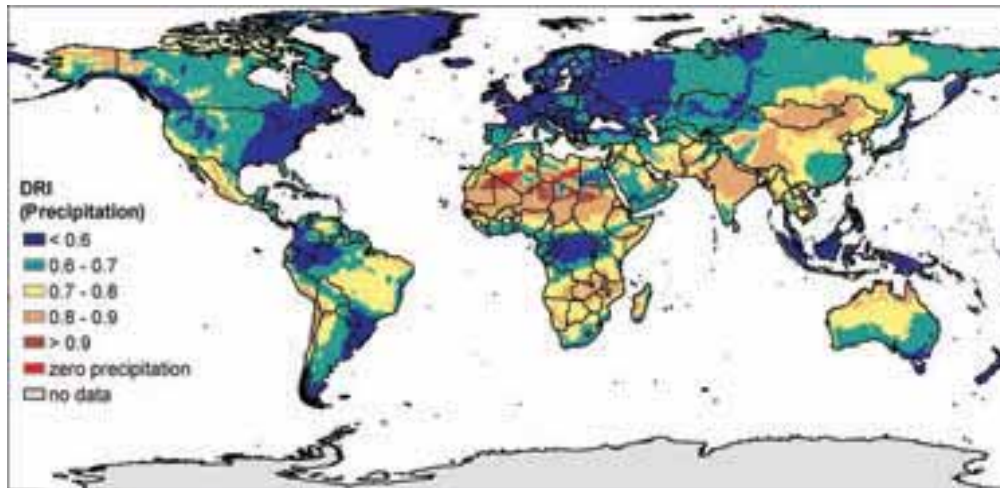 DRI
(Precipitation)
< 0.6
0.6 - 0.7
0.7 - 0.8
0.8 - 0.9
> 0.9
zero precipitation
no data